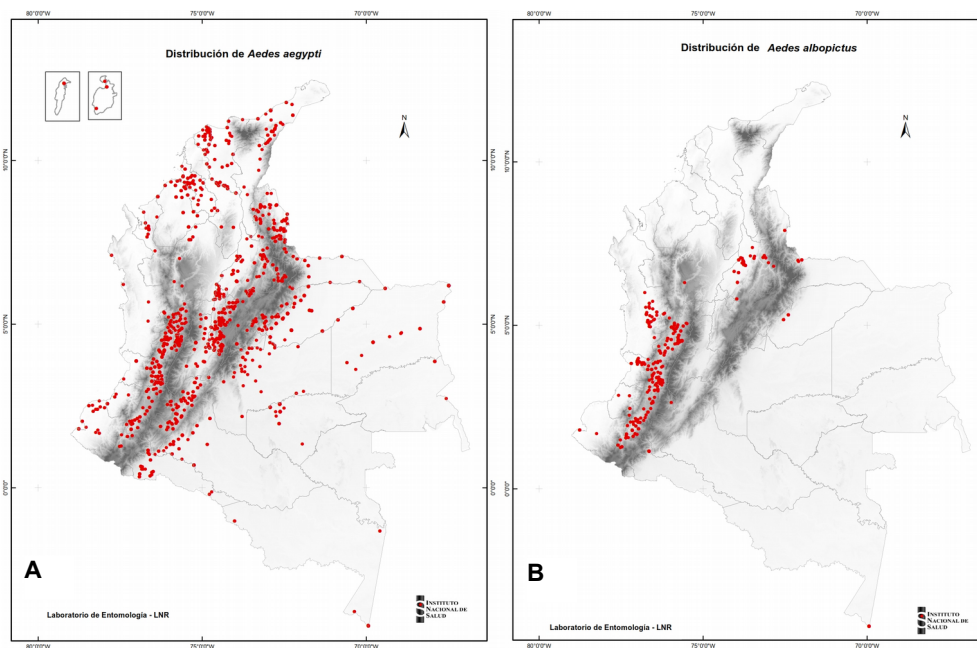 80°0'0"W
75°0'0"W
70°0'0"W
Distribución de Aedes aegypti
10°0'0"N
5°0'0"N
0°0'0"
A
Laboratorio de Entomología - LNR
INSTITUTO
NACIONAL DE
SALUD
80°0'0"W
75°0'0"W
70°0'0"W
80°0'0"W
75°0'0"W
70°0'0"W
Distribución de Aedes albopictus
N
10°0'0"N
5°0'0"N
0°0'0"
B
Laboratorio de Entomología - LNR
INSTITUTO
NACIONAL DE
SALUD
80°0'0"W
75°0'0"W
70°0'0"W